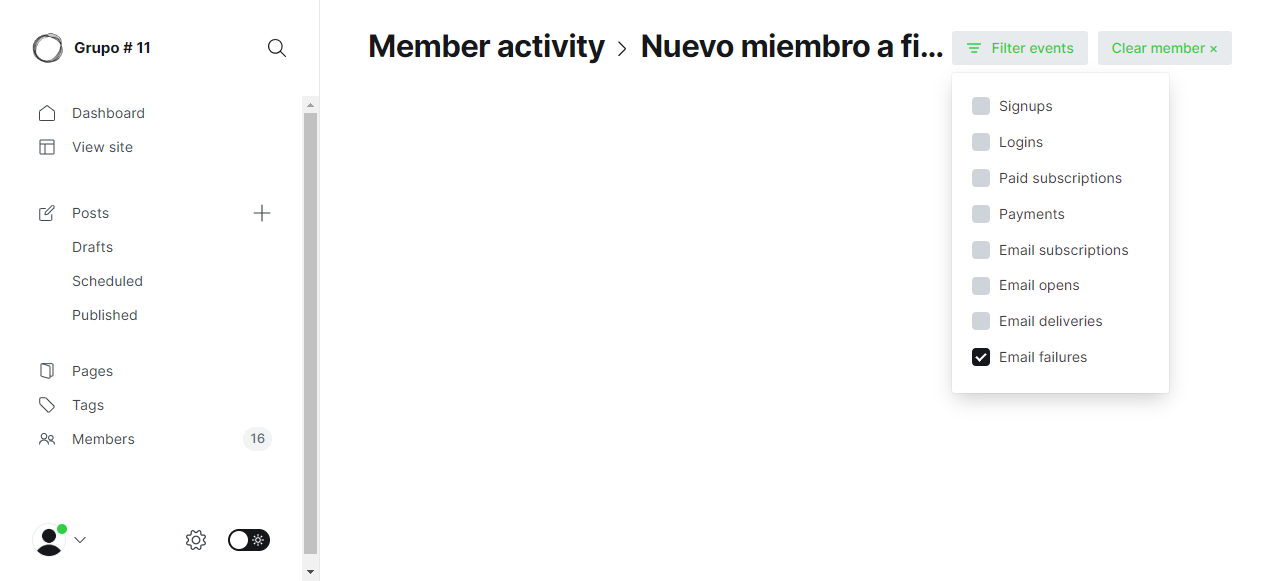 Grupo # 11
Dashboard
View site
Posts
Drafts
Scheduled
Published
Pages
Tags
Members 16
Member activity > Nuevo miembro a fi...
Filter events
Clear member ×
Signups
Logins
Paid subscriptions
Payments
Email subscriptions
Email opens
Email deliveries
Email failures